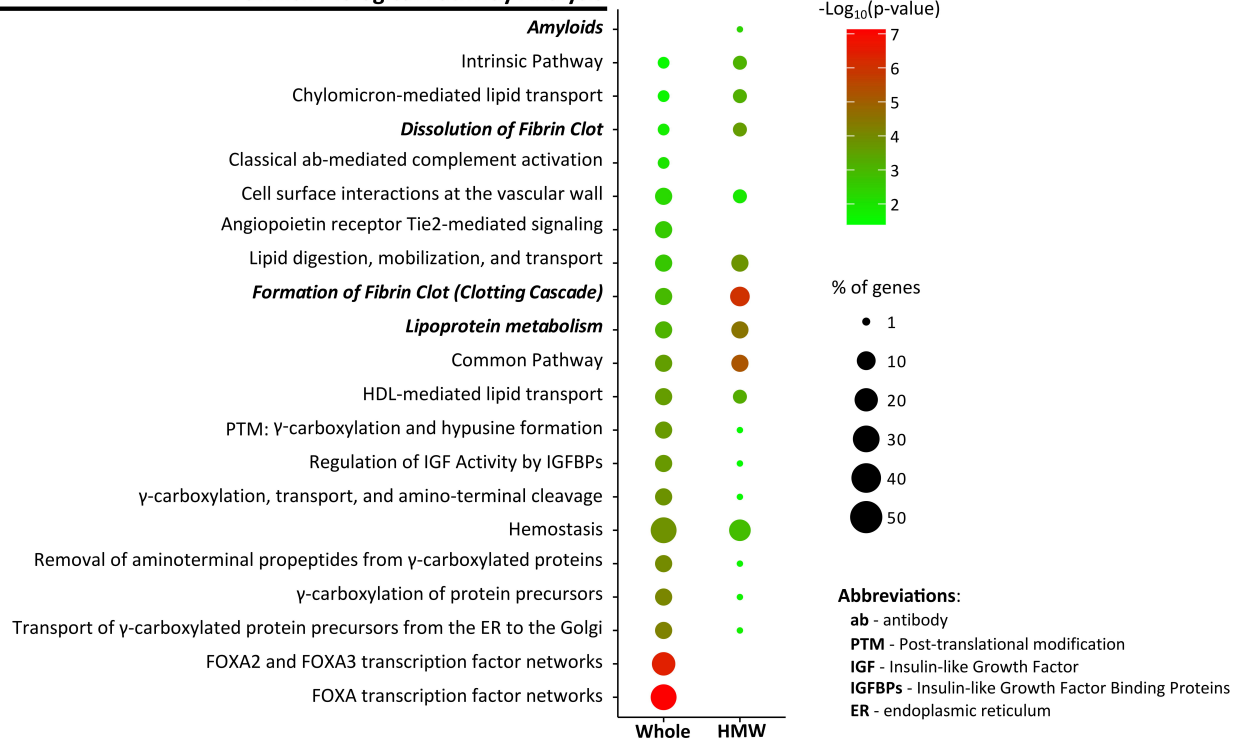 -Log10(p-value)
Amyloids
Intrinsic Pathway
Chylomicron-mediated lipid transport
Dissolution of Fibrin Clot
Classical ab-mediated complement activation
Cell surface interactions at the vascular wall
Angiopoietin receptor Tie2-mediated signaling
Lipid digestion, mobilization, and transport
Formation of Fibrin Clot (Clotting Cascade)
Lipoprotein metabolism
Common Pathway
HDL-mediated lipid transport
PTM: γ-carboxylation and hypusine formation
Regulation of IGF Activity by IGFBPs
γ-carboxylation, transport, and amino-terminal cleavage
Hemostasis
Removal of aminoterminal propeptides from γ-carboxylated proteins
γ-carboxylation of protein precursors
Transport of γ-carboxylated protein precursors from the ER to the Golgi
FOXA2 and FOXA3 transcription factor networks
FOXA transcription factor networks
Whole HMW
7
6
5
4
3
2
% of genes
1
10
20
30
40
50
Abbreviations:
ab - antibody
PTM - Post-translational modification
IGF - Insulin-like Growth Factor
IGFBPs - Insulin-like Growth Factor Binding Proteins
ER - endoplasmic reticulum